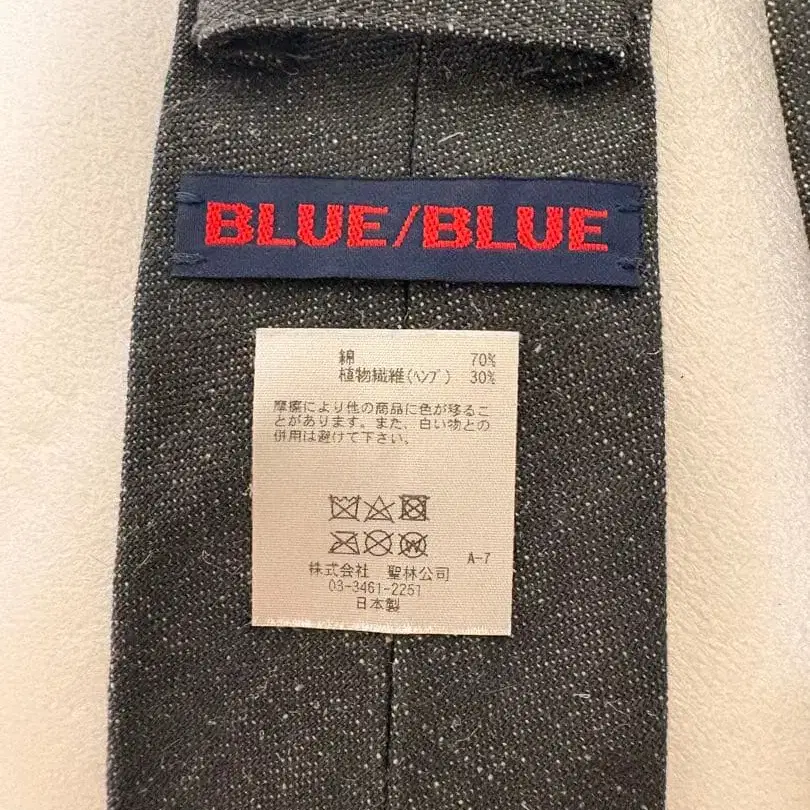 BLUE/BLUE
綿 70%
植物繊維(ヘンプ) 30%
摩擦により他の商品に色が移るこ
とがあります。また、白い物との
併用は避けて下さい。
A-7
株式会社 聖林公司
03-3461-2251
日本製